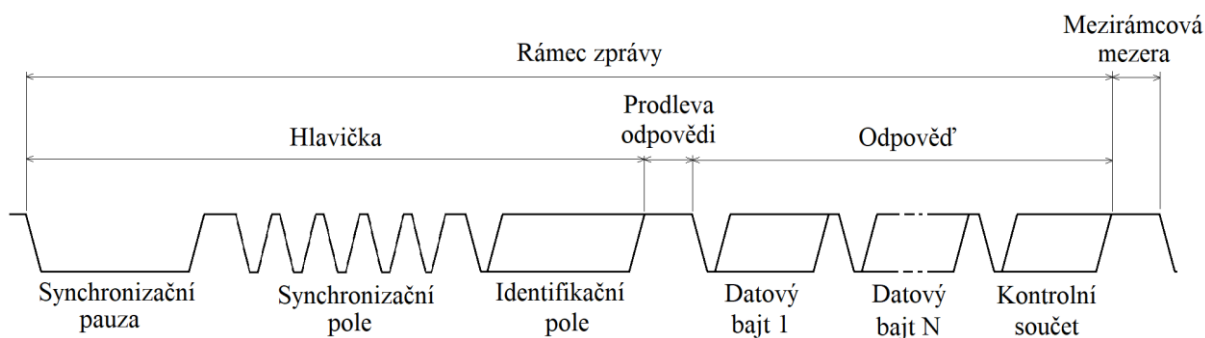 Mezirámcová
mezera
Rámec zprávy
Prodleva
odpovědi
Hlavička
Odpověď
Synchronizační
pauza
Synchronizační
pole
Identifikační
pole
Datový
bajt 1
Datový
bajt N
Kontrolní
součet